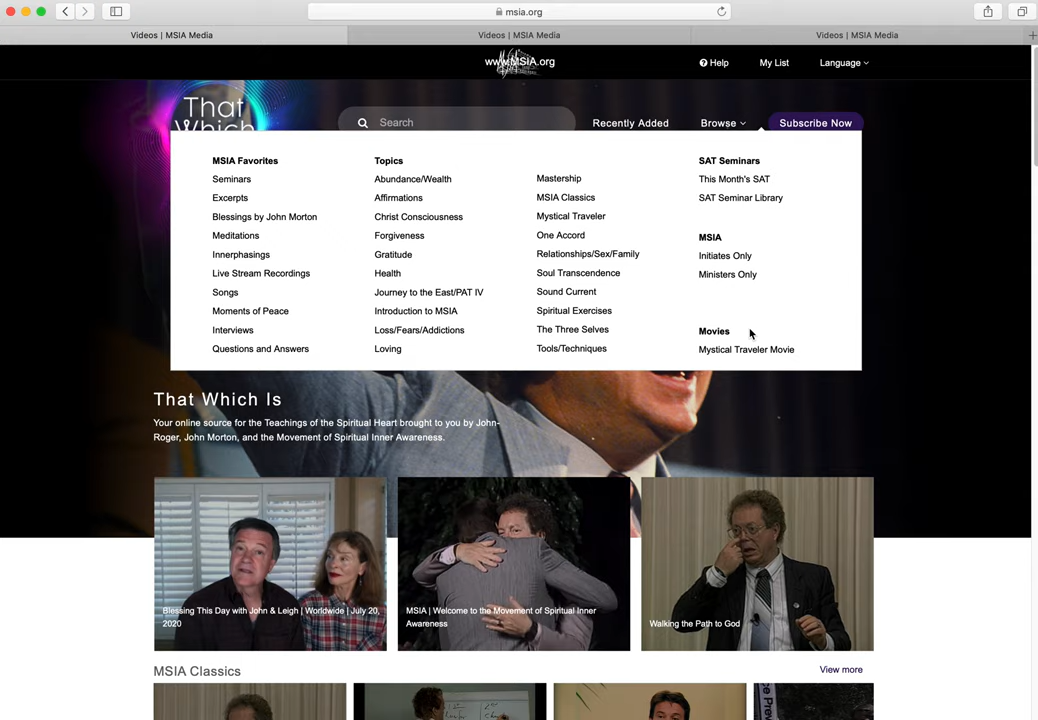 msia.org
Videos | MSIA Media
Videos | MSIA Media
Videos | MSIA Media
www.MSIA.org
Help
My List
Language
That
Which
Search
Recently Added
Browse
Subscribe Now
MSIA Favorites
Seminars
Excerpts
Blessings by John Morton
Meditations
Innerphasings
Live Stream Recordings
Songs
Moments of Peace
Interviews
Questions and Answers
Topics
Abundance/Wealth
Affirmations
Christ Consciousness
Forgiveness
Gratitude
Health
Journey to the East/PAT IV
Introduction to MSIA
Loss/Fears/Addictions
Loving
Mastership
MSIA Classics
Mystical Traveler
One Accord
Relationships/Sex/Family
Soul Transcendence
Sound Current
Spiritual Exercises
The Three Selves
Tools/Techniques
SAT Seminars
This Month's SAT
SAT Seminar Library
MSIA
Initiates Only
Ministers Only
Movies
Mystical Traveler Movie
That Which Is
Your online source for the Teachings of the Spiritual Heart brought to you by John-
Roger, John Morton, and the Movement of Spiritual Inner Awareness.
Blessing This Day with John & Leigh | Worldwide | July 20,
2020
MSIA | Welcome to the Movement of Spiritual Inner
Awareness
Walking the Path to God
MSIA Classics
View more